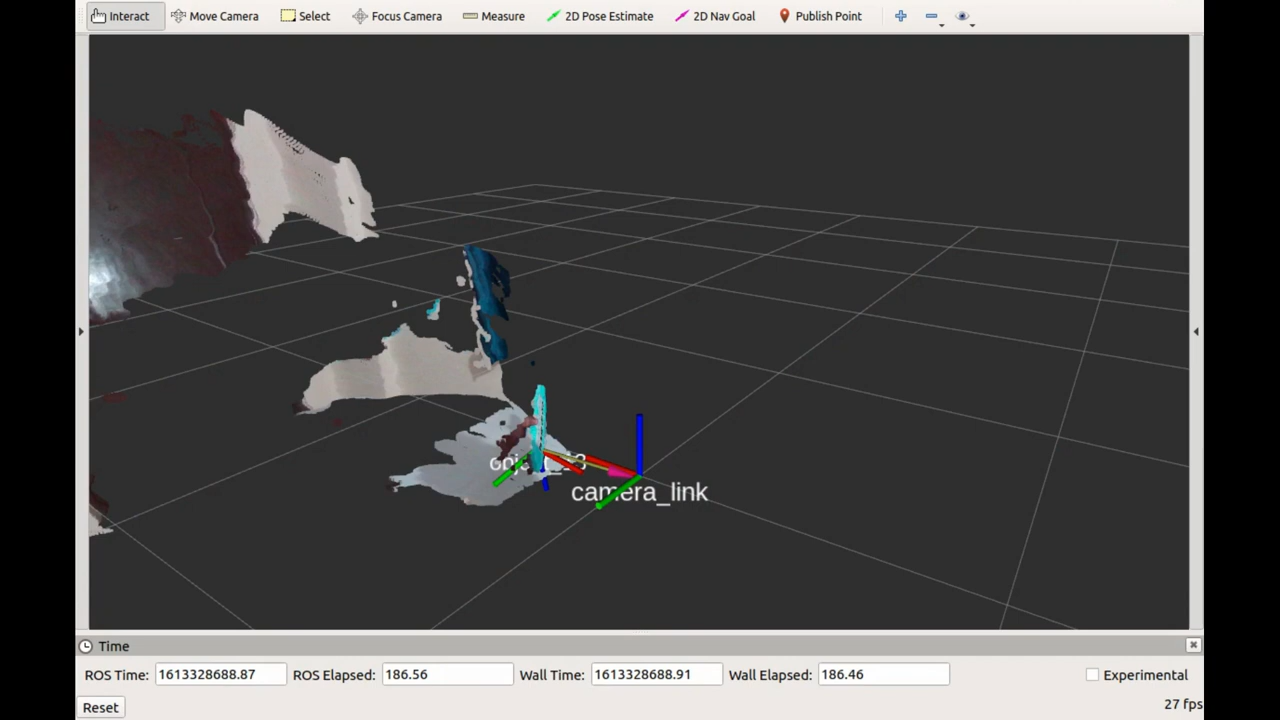 Interact Move Camera Select Focus Camera Measure 2D Pose Estimate 2D Nav Goal Publish Point
camera_link
Time
ROS Time: 1613328688.87 ROS Elapsed: 186.56 Wall Time: 1613328688.91 Wall Elapsed: 186.46 Experimental
Reset 27 fps